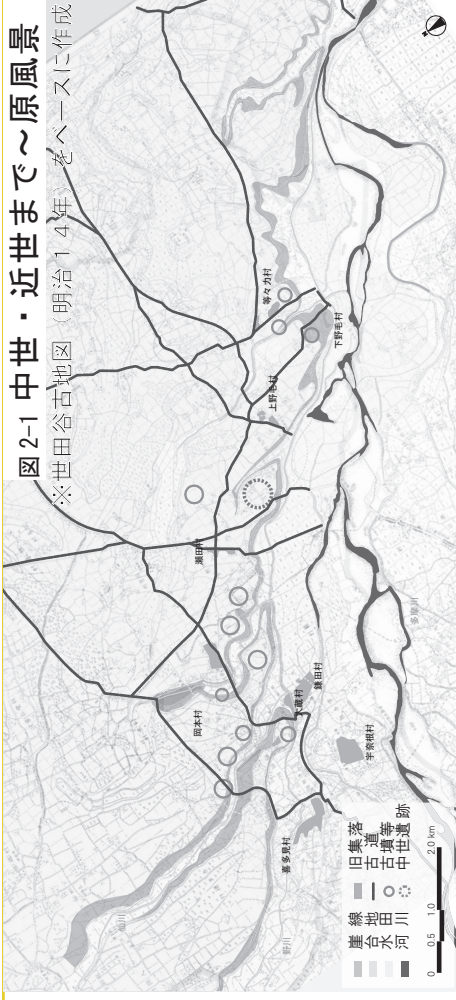 図2-1 中世・近世まで～原風景
※世田谷古地図（明治１４年）をベースに作成
等々力村
下野毛村
上野毛村
瀬田村
岡本村
鎌田村
大蔵村
宇奈根村
喜多見村
多摩川
仙川
野川
崖線
台地
水田
河川
旧集落
古道
古墳等
中世遺跡
0 0.5 1.0 2.0 km